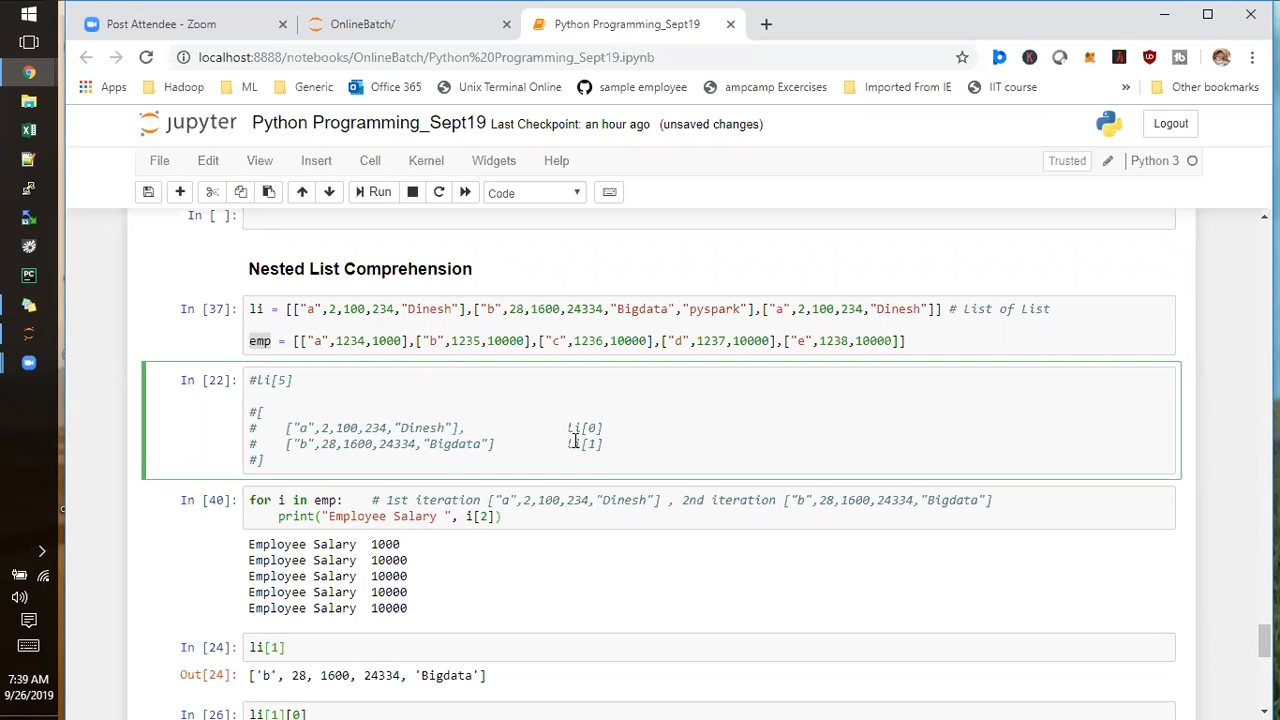 Post Attendee - Zoom
OnlineBatch/
Python Programming_Sept19
localhost:8888/notebooks/OnlineBatch/Python%20Programming_Sept19.ipynb
Apps
Hadoop
ML
Generic
Office 365
Unix Terminal Online
sample employee
ampcamp Excercises
Imported From IE
IIT course
»
Other bookmarks
jupyter Python Programming_Sept19 Last Checkpoint: an hour ago (unsaved changes)
Logout
File Edit View Insert Cell Kernel Widgets Help
Trusted
Python 3
Run
Code
In [ ]:
Nested List Comprehension
In [37]: li = [["a",2,100,234,"Dinesh"],["b",28,1600,24334,"Bigdata","pyspark"],["a",2,100,234,"Dinesh"]] # List of List
emp = [["a",1234,1000],["b",1235,10000],["c",1236,10000],["d",1237,10000],["e",1238,10000]]
In [22]: #li[5]
#[
# ["a",2,100,234,"Dinesh"], li[0]
# ["b",28,1600,24334,"Bigdata"] li[1]
#]
In [40]: for i in emp: # 1st iteration ["a",2,100,234,"Dinesh"] , 2nd iteration ["b",28,1600,24334,"Bigdata"]
print("Employee Salary ", i[2])
Employee Salary 1000
Employee Salary 10000
Employee Salary 10000
Employee Salary 10000
Employee Salary 10000
In [24]: li[1]
Out[24]: ['b', 28, 1600, 24334, 'Bigdata']
In [26]: li[1][0]
7:39 AM
9/26/2019